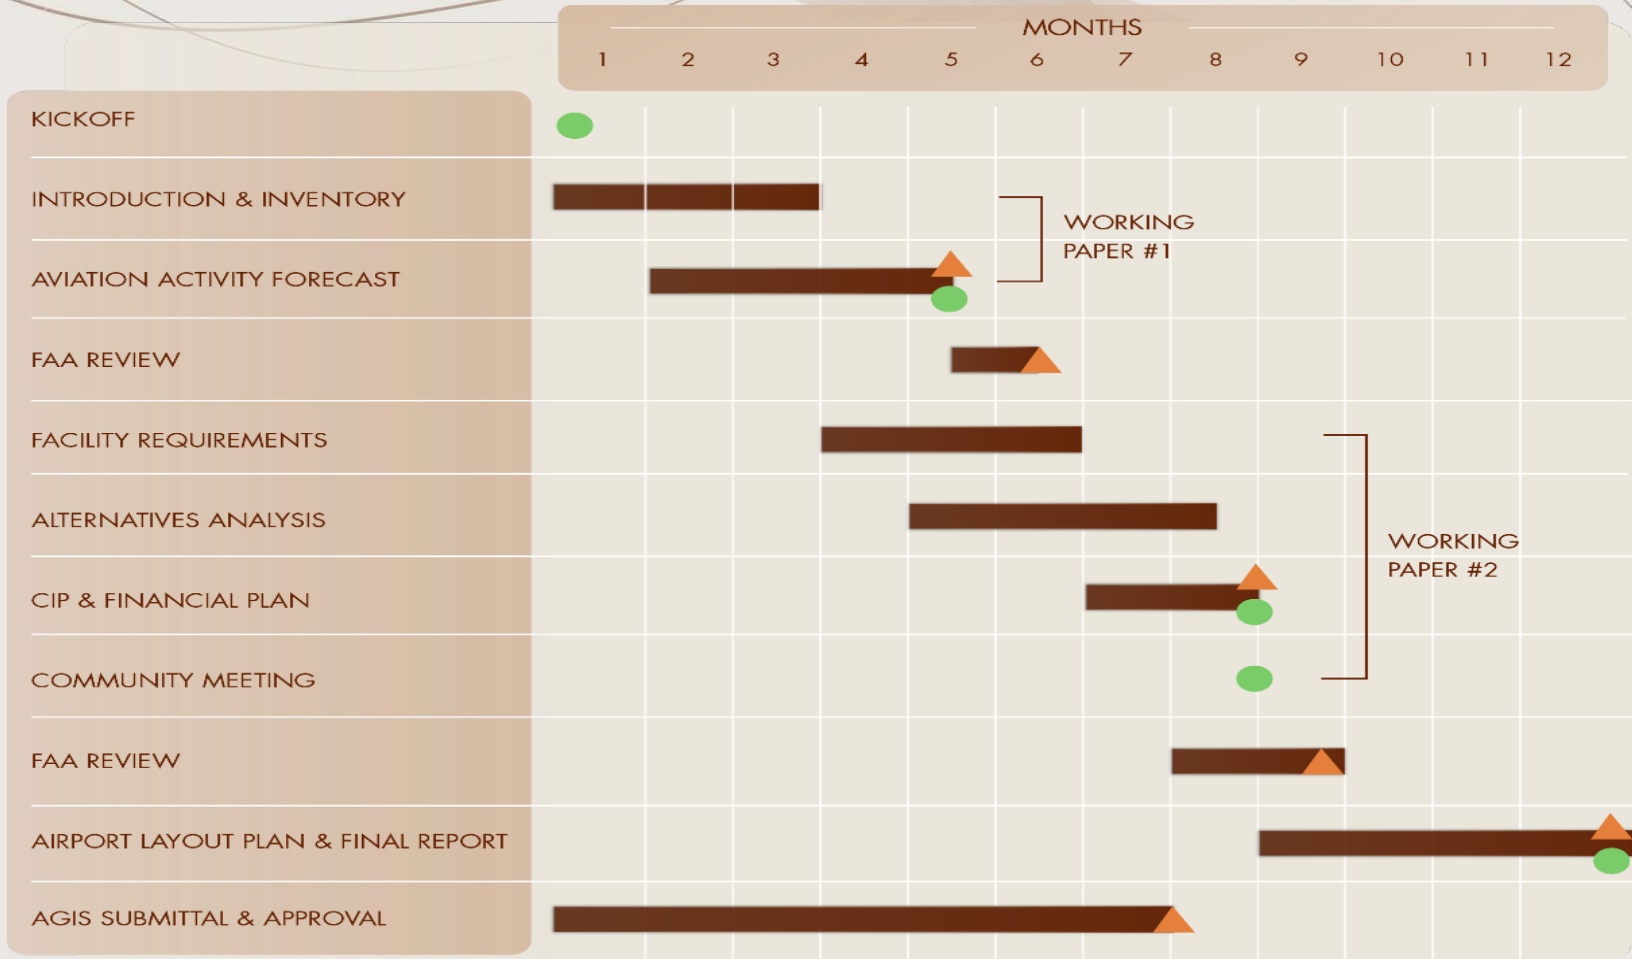 MONTHS
1 2 3 4 5 6 7 8 9 10 11 12
KICKOFF
INTRODUCTION & INVENTORY
WORKING
PAPER #1
AVIATION ACTIVITY FORECAST
FAA REVIEW
FACILITY REQUIREMENTS
ALTERNATIVES ANALYSIS
WORKING
PAPER #2
CIP & FINANCIAL PLAN
COMMUNITY MEETING
FAA REVIEW
AIRPORT LAYOUT PLAN & FINAL REPORT
AGIS SUBMITTAL & APPROVAL